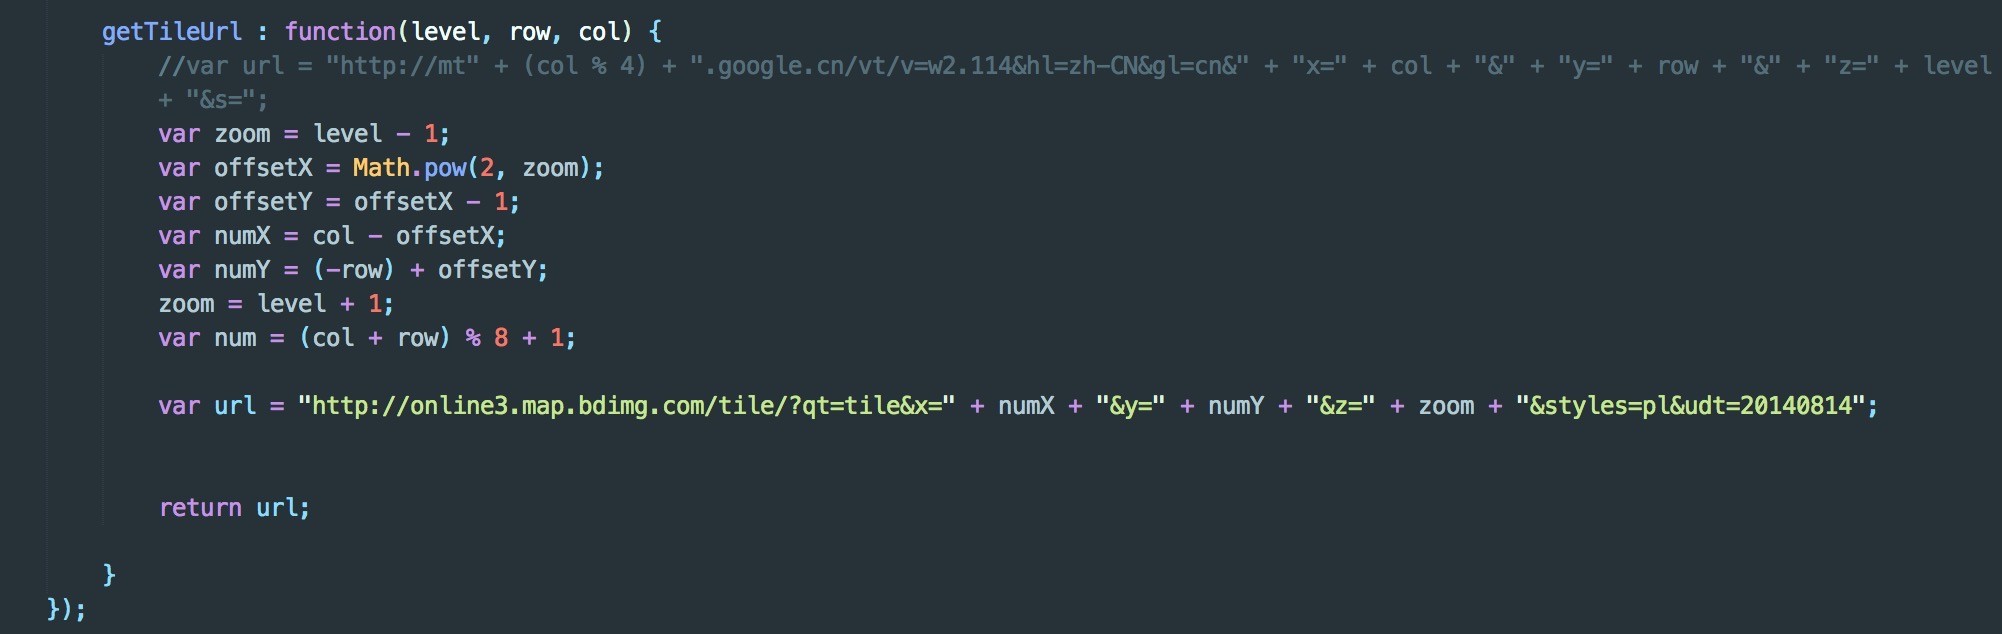 getTileUrl : function(level, row, col) {
//var url = "http://mt" + (col % 4) + ".google.cn/vt/v=w2.114&hl=zh-CN&gl=cn&" + "x=" + col + "&" + "y=" + row + "&" + "z=" + level
+ "&s=";
var zoom = level - 1;
var offsetX = Math.pow(2, zoom);
var offsetY = offsetX - 1;
var numX = col - offsetX;
var numY = (-row) + offsetY;
zoom = level + 1;
var num = (col + row) % 8 + 1;
var url = "http://online3.map.bdimg.com/tile/?qt=tile&x=" + numX + "&y=" + numY + "&z=" + zoom + "&styles=pl&udt=20140814";
return url;
}
});